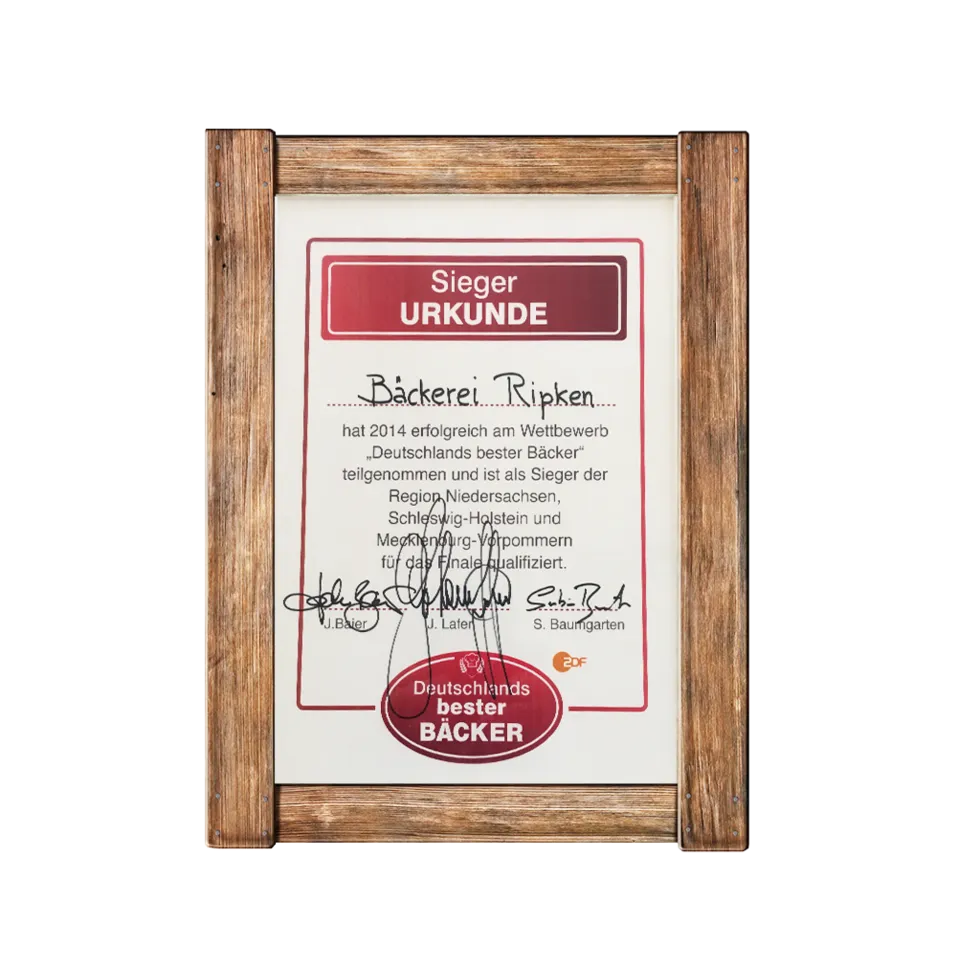 Sieger
URKUNDE
Bäckerei Ripken
hat 2014 erfolgreich am Wettbewerb
„Deutschlands bester Bäcker“
teilgenommen und ist als Sieger der
Region Niedersachsen,
Schleswig-Holstein und
Mecklenburg-Vorpommern
für das Finale qualifiziert.
J.Baier J. Lafer S. Baumgarten
ZDF
Deutschlands
bester
BÄCKER